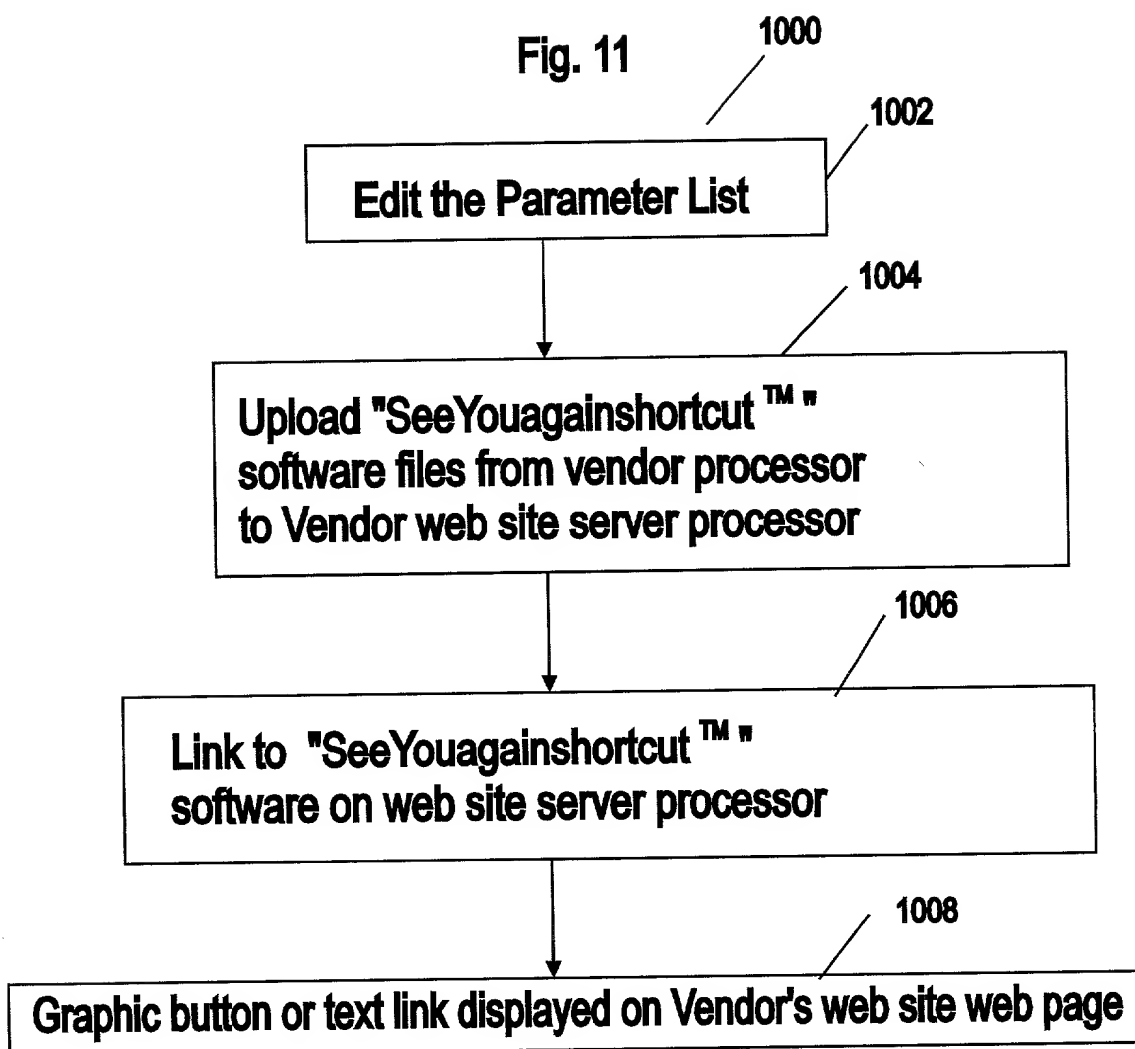 Fig. 11
1000
1002
Edit the Parameter List
1004
Upload "SeeYouagainshortcut ™ "
software files from vendor processor
to Vendor web site server processor
1006
Link to "SeeYouagainshortcut ™ "
software on web site server processor
1008
Graphic button or text link displayed on Vendor's web site web page